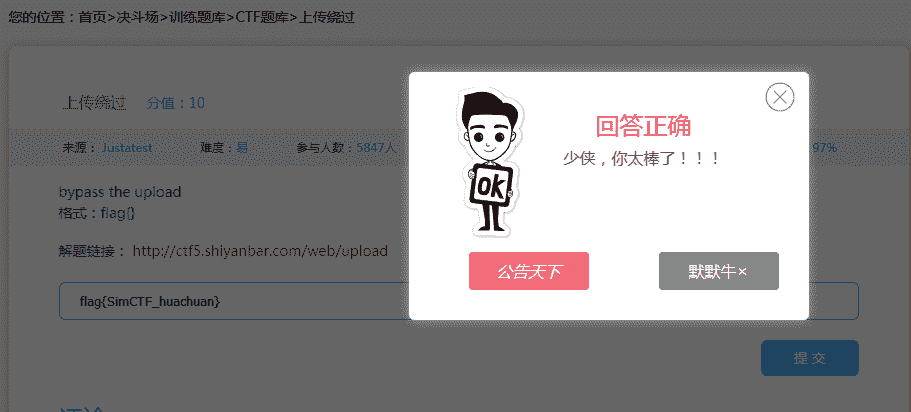 您的位置：首页>决斗场>训练题库>CTF题库>上传绕过
上传绕过 分值：10
来源：Justatest 难度：易 参与人数：5847人 97%
bypass the upload
格式：flag{}
解题链接： http://ctf5.shiyanbar.com/web/upload
flag{SimCTF_huachuan}
提 交
回答正确
少侠，你太棒了！！！
ok
公告天下
默默牛×